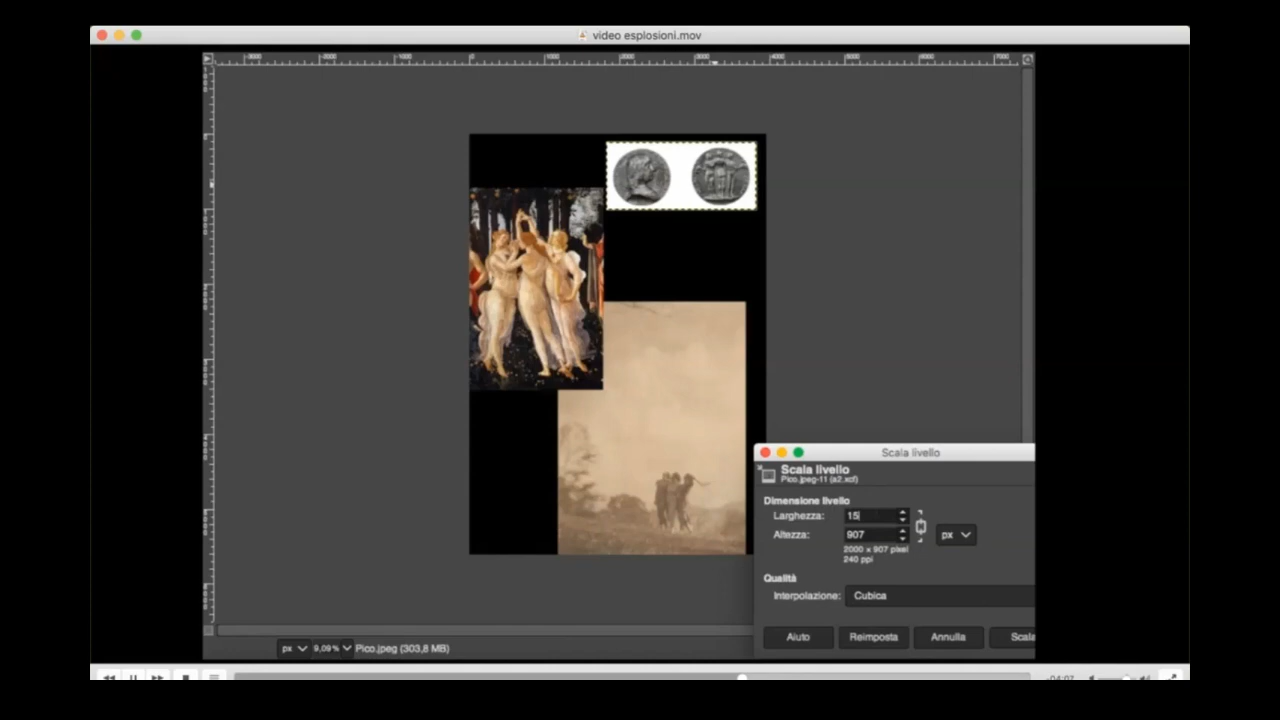 video esplosioni.mov
Scala livello
Scala livello
Pico.jpeg-11 (a2.xcf)
Dimensione livello
Larghezza: 15
Altezza: 907 px
2000 × 907 pixel
240 ppi
Qualità
Interpolazione: Cubica
Aiuto Reimposta Annulla Scala
px 9,09% Pico.jpeg (303,8 MB)